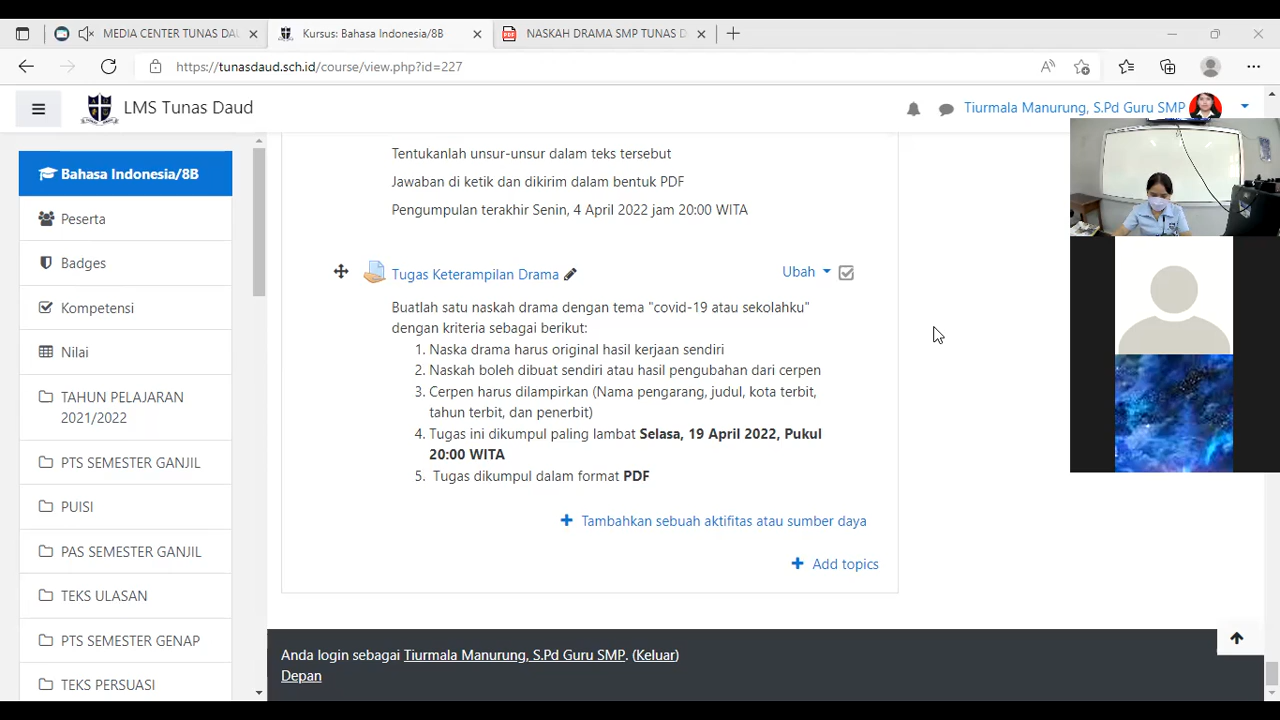 MEDIA CENTER TUNAS DA
Kursus: Bahasa Indonesia/8B
NASKAH DRAMA SMP TUNAS D
https://tunasdaud.sch.id/course/view.php?id=227
LMS Tunas Daud
Tiurmala Manurung, S.Pd Guru SMP
Bahasa Indonesia/8B
Peserta
Badges
Kompetensi
Nilai
TAHUN PELAJARAN
2021/2022
PTS SEMESTER GANJIL
PUISI
PAS SEMESTER GANJIL
TEKS ULASAN
PTS SEMESTER GENAP
TEKS PERSUASI
Tentukanlah unsur-unsur dalam teks tersebut
Jawaban di ketik dan dikirim dalam bentuk PDF
Pengumpulan terakhir Senin, 4 April 2022 jam 20:00 WITA
Tugas Keterampilan Drama
Ubah
Buatlah satu naskah drama dengan tema "covid-19 atau sekolahku"
dengan kriteria sebagai berikut:
1. Naska drama harus original hasil kerjaan sendiri
2. Naskah boleh dibuat sendiri atau hasil pengubahan dari cerpen
3. Cerpen harus dilampirkan (Nama pengarang, judul, kota terbit,
tahun terbit, dan penerbit)
4. Tugas ini dikumpul paling lambat Selasa, 19 April 2022, Pukul
20:00 WITA
5. Tugas dikumpul dalam format PDF
Tambahkan sebuah aktifitas atau sumber daya
Add topics
Anda login sebagai Tiurmala Manurung, S.Pd Guru SMP. (Keluar)
Depan